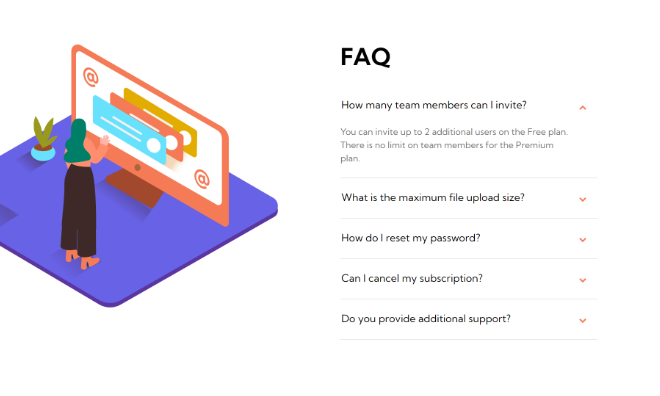 FAQ
How many team members can I invite?
You can invite up to 2 additional users on the Free plan.
There is no limit on team members for the Premium
plan.
What is the maximum file upload size?
How do I reset my password?
Can I cancel my subscription?
Do you provide additional support?